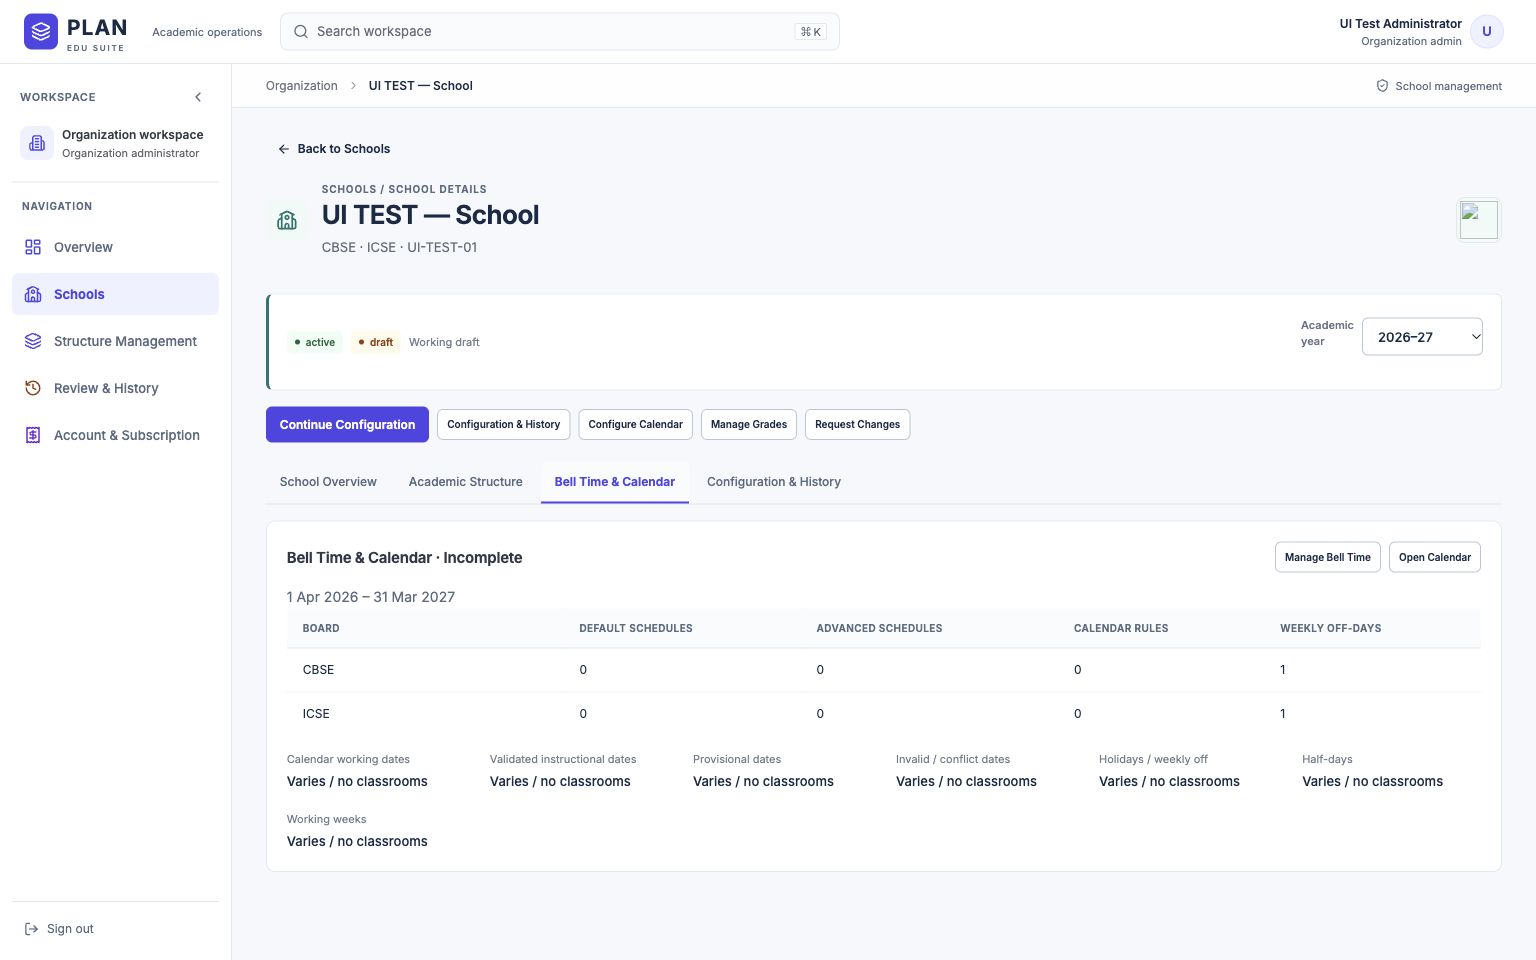 PLAN
EDU SUITE
Academic operations
Search workspace
⌘ K
UI Test Administrator
Organization admin
U
WORKSPACE
Organization workspace
Organization administrator
NAVIGATION
Overview
Schools
Structure Management
Review & History
Account & Subscription
Sign out
Organization
UI TEST — School
School management
Back to Schools
SCHOOLS / SCHOOL DETAILS
UI TEST — School
CBSE · ICSE · UI-TEST-01
active
draft
Working draft
Academic
year
2026–27
Continue Configuration
Configuration & History
Configure Calendar
Manage Grades
Request Changes
School Overview
Academic Structure
Bell Time & Calendar
Configuration & History
Bell Time & Calendar · Incomplete
Manage Bell Time
Open Calendar
1 Apr 2026 – 31 Mar 2027
BOARD DEFAULT SCHEDULES ADVANCED SCHEDULES CALENDAR RULES WEEKLY OFF-DAYS
CBSE 0 0 0 1
ICSE 0 0 0 1
Calendar working dates Validated instructional dates Provisional dates Invalid / conflict dates Holidays / weekly off Half-days
Varies / no classrooms Varies / no classrooms Varies / no classrooms Varies / no classrooms Varies / no classrooms Varies / no classrooms
Working weeks
Varies / no classrooms